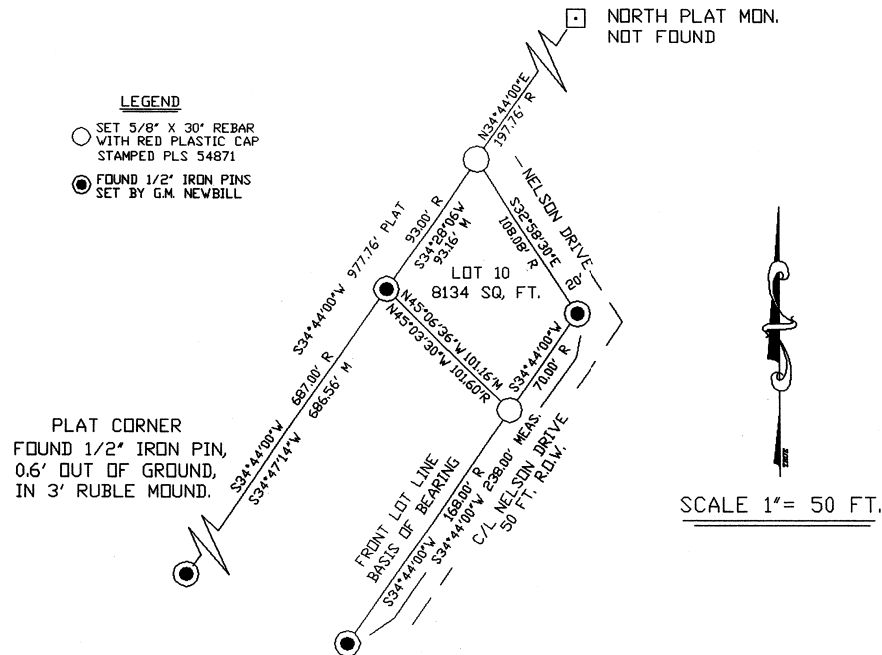 NORTH PLAT MON.
NOT FOUND
LEGEND
SET 5/8" X 30" REBAR
WITH RED PLASTIC CAP
STAMPED PLS 54871
FOUND 1/2" IRON PINS
SET BY G.M. NEWBILL
N34°44'00"E
197.76' R
NELSON DRIVE
S32°58'30"E
108.08' R
20'
S34°44'00"W 977.76' PLAT
93.00' R
S34°28'06"W
93.16' M
LOT 10
8134 SQ, FT.
N45°06'36"W 101.16'M
N45°03'30"W 101.60'R
S34°44'00"W
70.00' R
S34°44'00"W 687.00' R
S34°47'14"W 686.56' M
PLAT CORNER
FOUND 1/2" IRON PIN,
0.6' OUT OF GROUND,
IN 3' RUBLE MOUND.
FRONT LOT LINE
BASIS OF BEARING
S34°44'00"W 168.00' R
S34°44'00"W 238.00' MEAS.
C/L NELSON DRIVE
50 FT. R.O.W.
SCALE 1"= 50 FT.